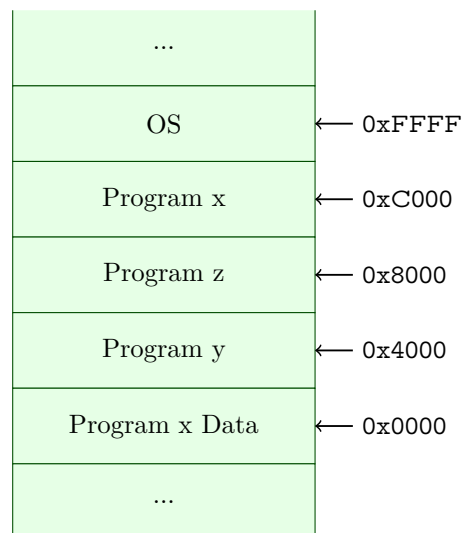 ...
OS
0xFFFF
Program x
0xC000
Program z
0x8000
Program y
0x4000
Program x Data
0x0000
...